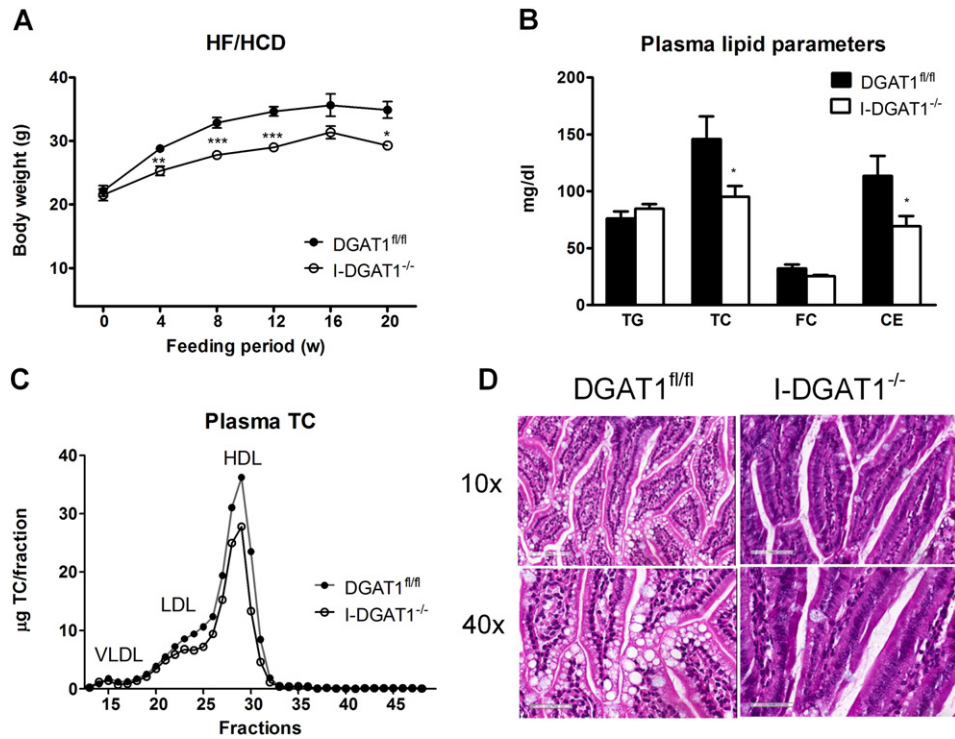 A
HF/HCD
Body weight (g)
40
30
20
10
**
***
***
*
DGAT1fl/fl
I-DGAT1-/-
0 4 8 12 16 20
Feeding period (w)
B
Plasma lipid parameters
mg/dl
200
150
100
50
0
DGAT1fl/fl
I-DGAT1-/-
*
*
TG TC FC CE
C
Plasma TC
µg TC/fraction
40
30
20
10
0
HDL
LDL
VLDL
DGAT1fl/fl
I-DGAT1-/-
15 20 25 30 35 40 45
Fractions
D
DGAT1fl/fl I-DGAT1-/-
10x
40x